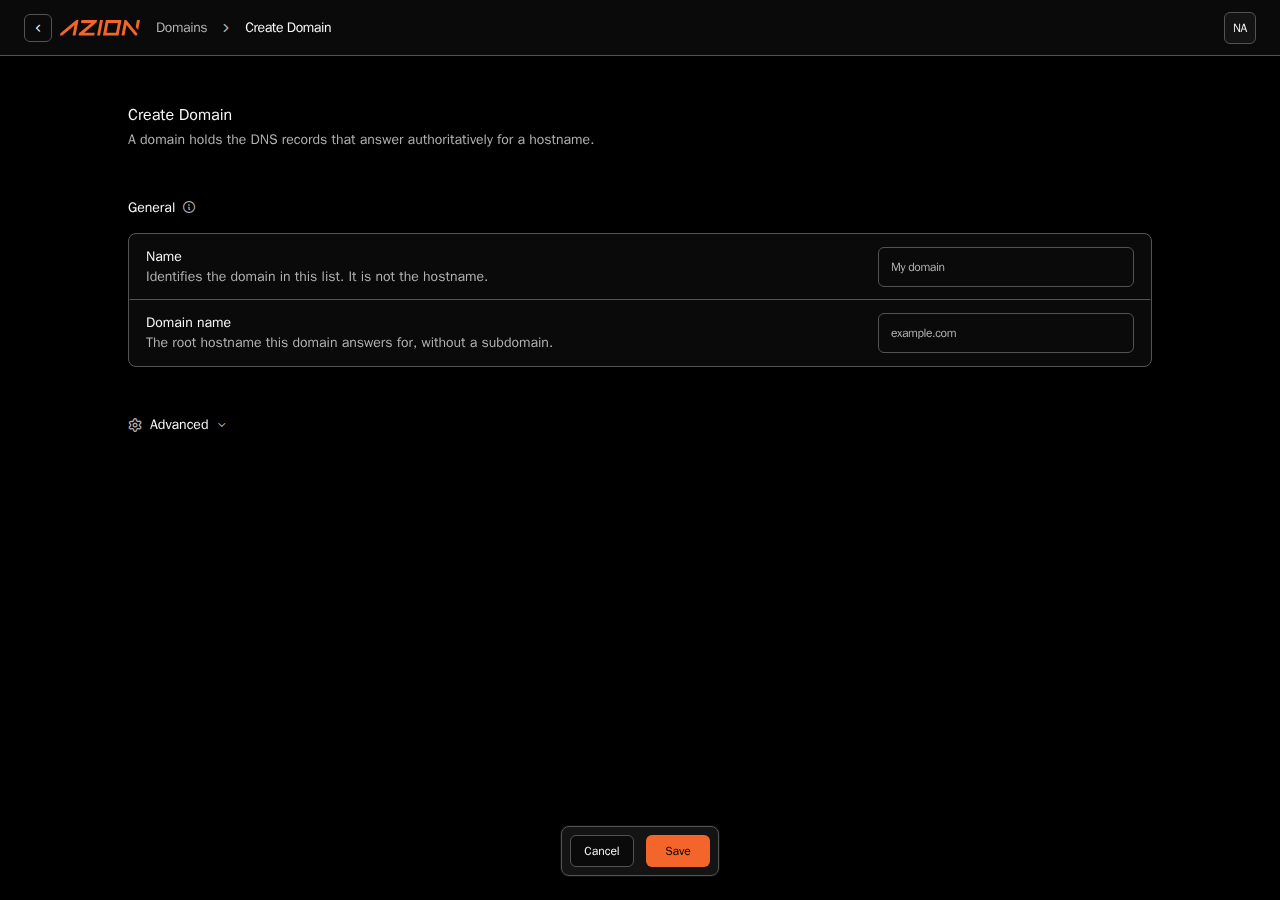 AZION Domains Create Domain NA
Create Domain
A domain holds the DNS records that answer authoritatively for a hostname.
General
Name
Identifies the domain in this list. It is not the hostname.
My domain
Domain name
The root hostname this domain answers for, without a subdomain.
example.com
Advanced
Cancel Save